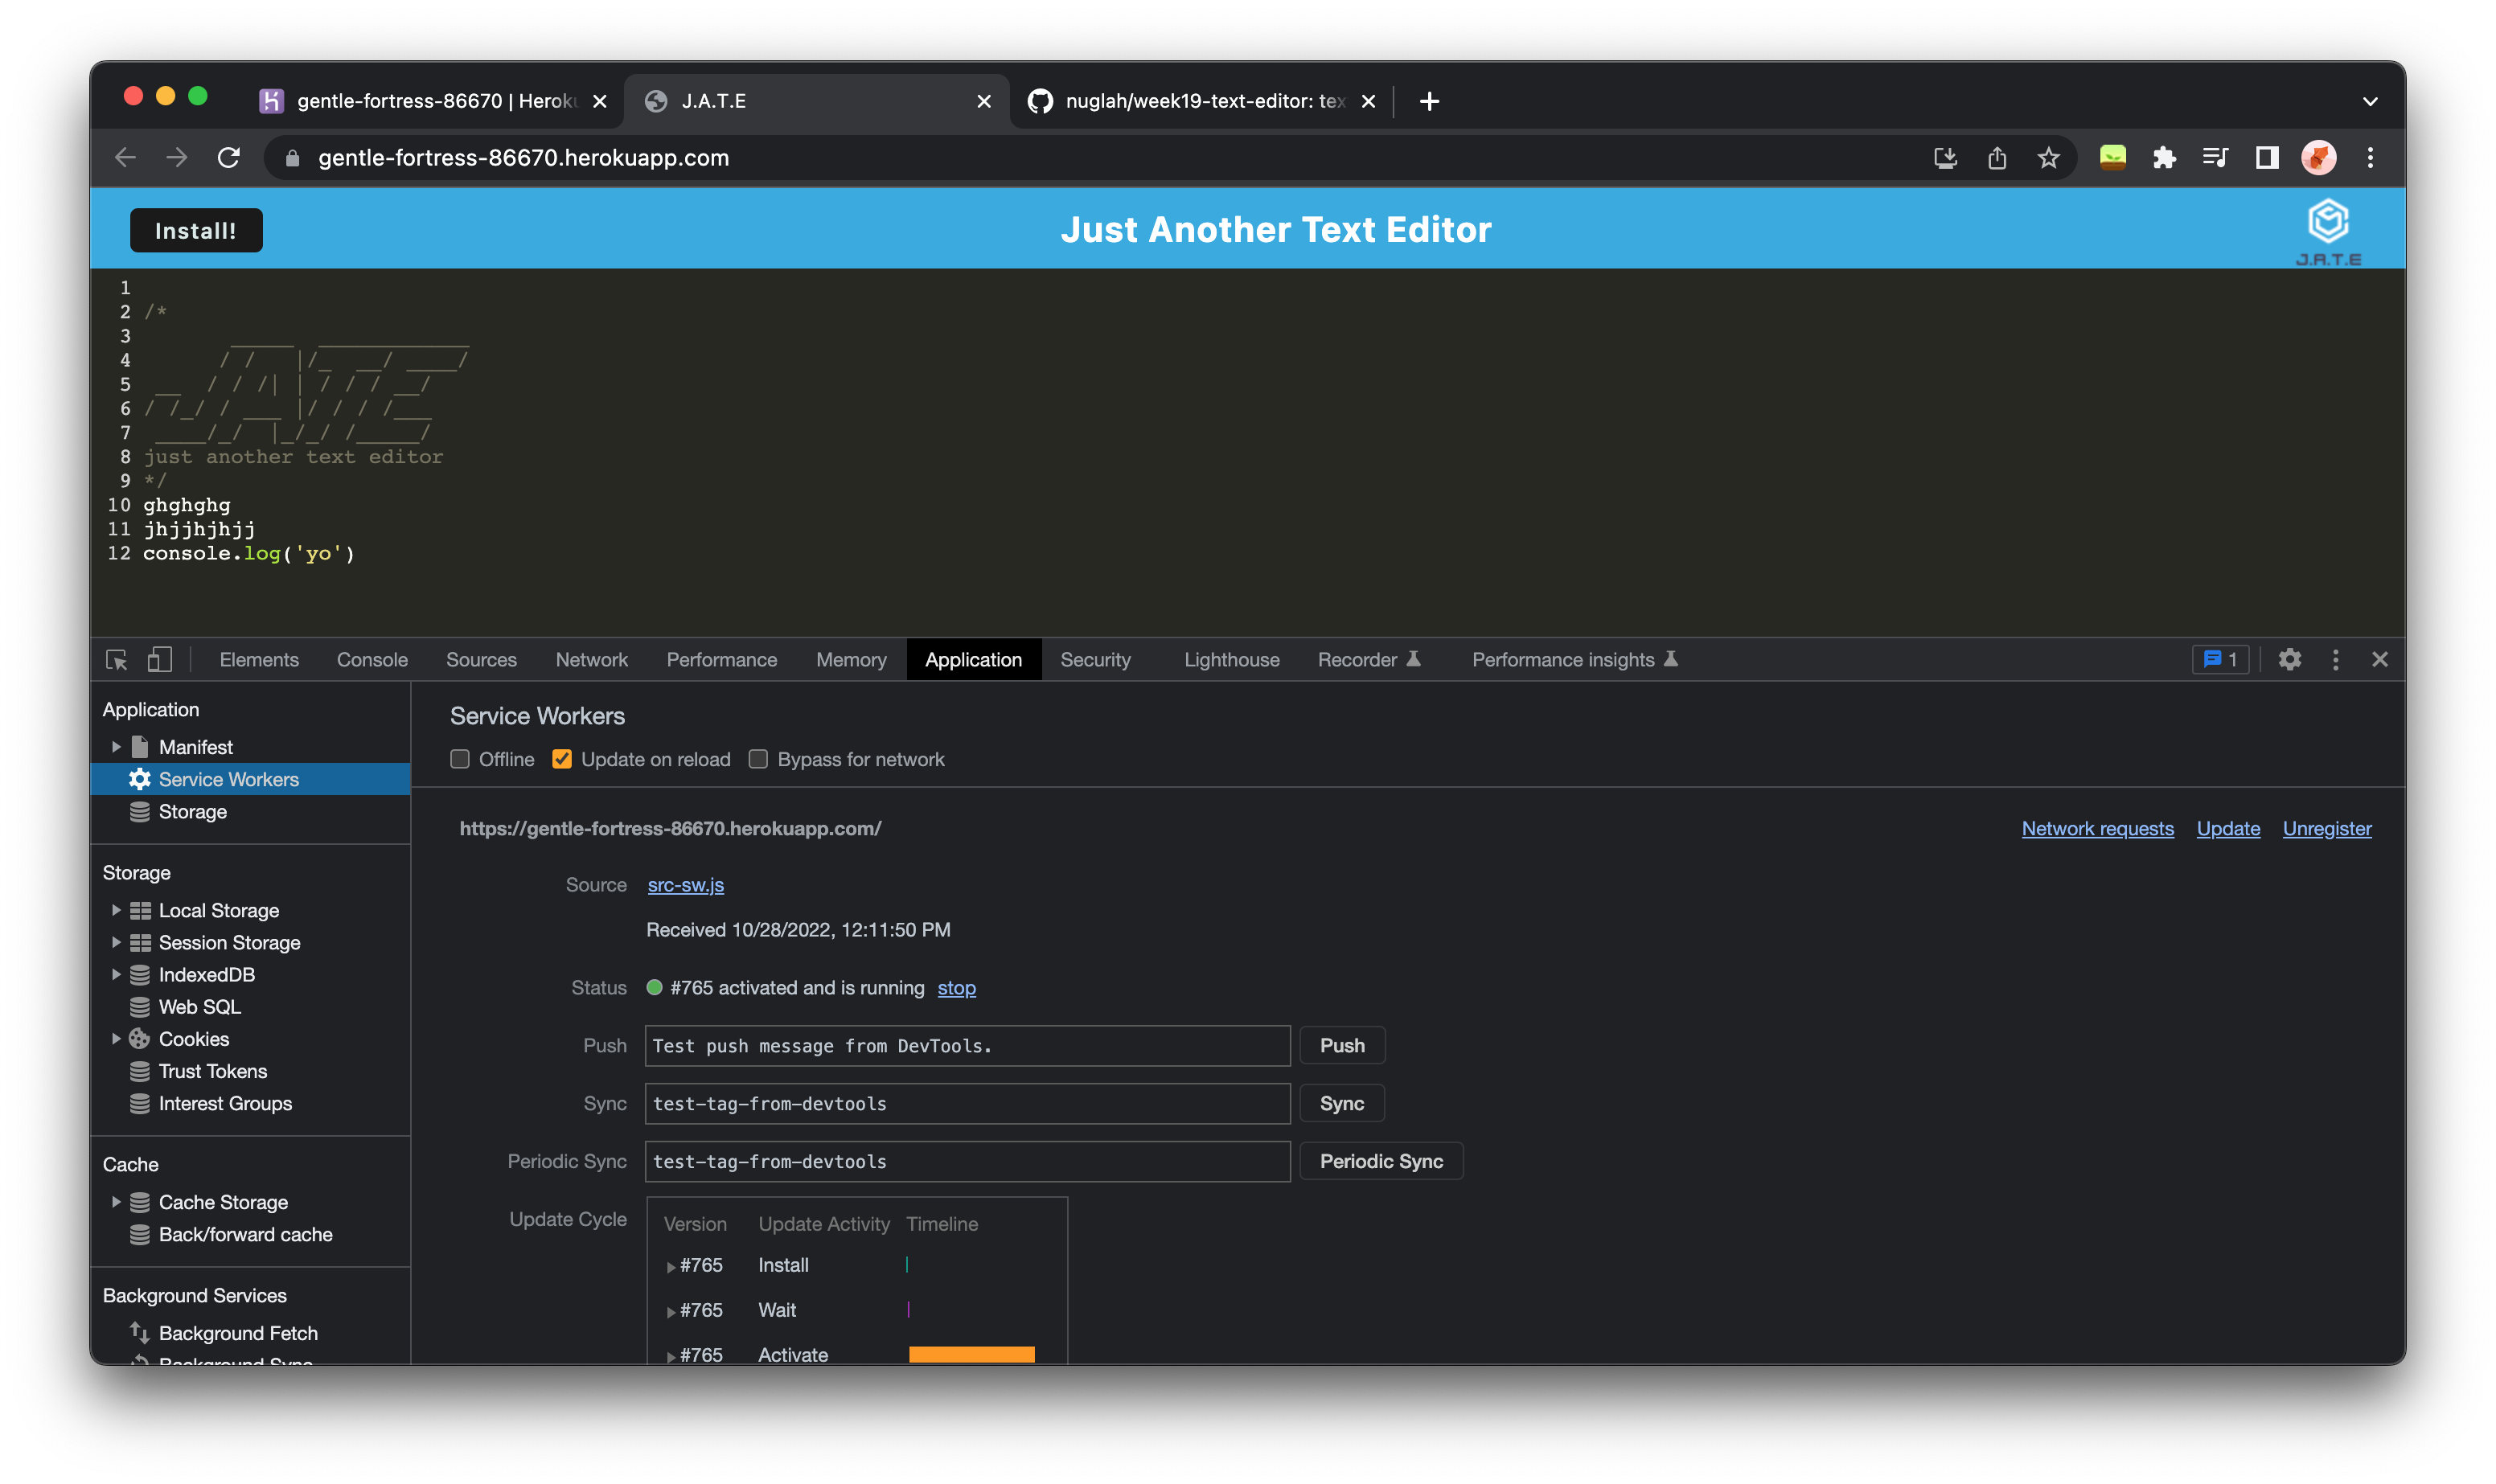 gentle-fortress-86670 | Heroku
J.A.T.E
nuglah/week19-text-editor: tex
gentle-fortress-86670.herokuapp.com
Install!
Just Another Text Editor
J.A.T.E
1
2 /*
3
4
5
6
7
8 just another text editor
9 */
10 ghghghg
11 jhjjhjhjj
12 console.log('yo')
Elements Console Sources Network Performance Memory Application Security Lighthouse Recorder Performance insights 1
Application
Manifest
Service Workers
Storage
Storage
Local Storage
Session Storage
IndexedDB
Web SQL
Cookies
Trust Tokens
Interest Groups
Cache
Cache Storage
Back/forward cache
Background Services
Background Fetch
Background Sync
Service Workers
Offline Update on reload Bypass for network
https://gentle-fortress-86670.herokuapp.com/ Network requests Update Unregister
Source src-sw.js
Received 10/28/2022, 12:11:50 PM
Status #765 activated and is running stop
Push Test push message from DevTools. Push
Sync test-tag-from-devtools Sync
Periodic Sync test-tag-from-devtools Periodic Sync
Update Cycle Version Update Activity Timeline
#765 Install
#765 Wait
#765 Activate